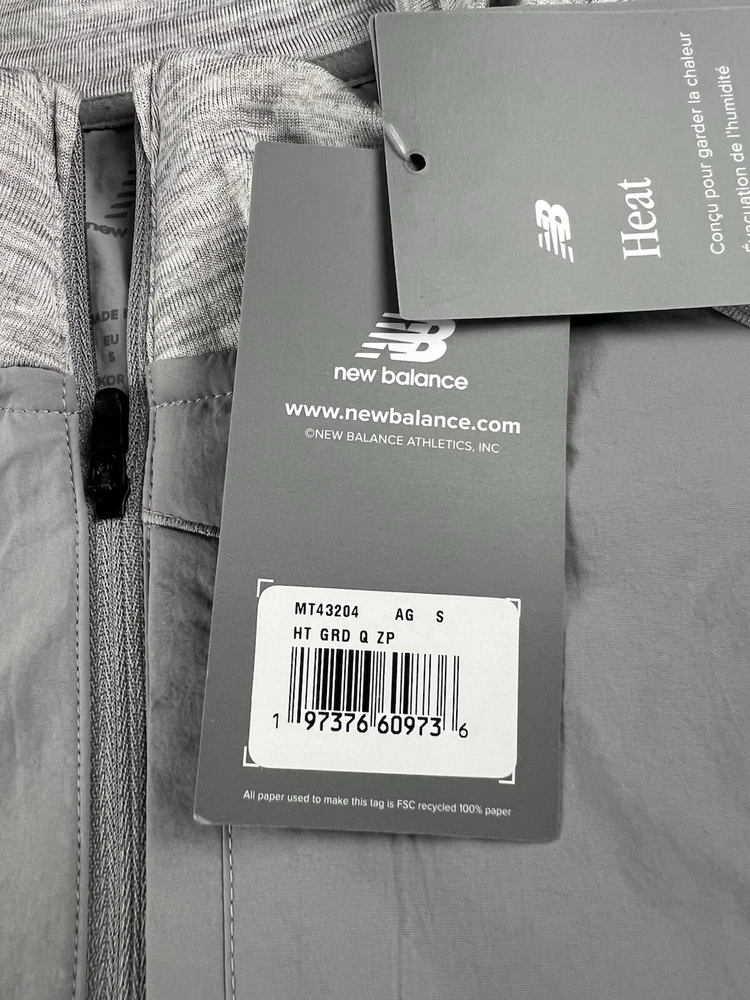 Heat
Conçu pour garder la chaleur
Évacuation de l'humidité
new balance
www.newbalance.com
©NEW BALANCE ATHLETICS, INC
MT43204 AG S
HT GRD Q ZP
1 97376 60973 6
All paper used to make this tag is FSC recycled 100% paper
new
EU
S